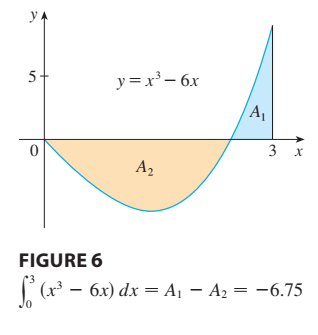 y
5
y = x³ − 6x
A₁
0
3
x
A₂
FIGURE 6
∫₀³ (x³ − 6x) dx = A₁ − A₂ = −6.75